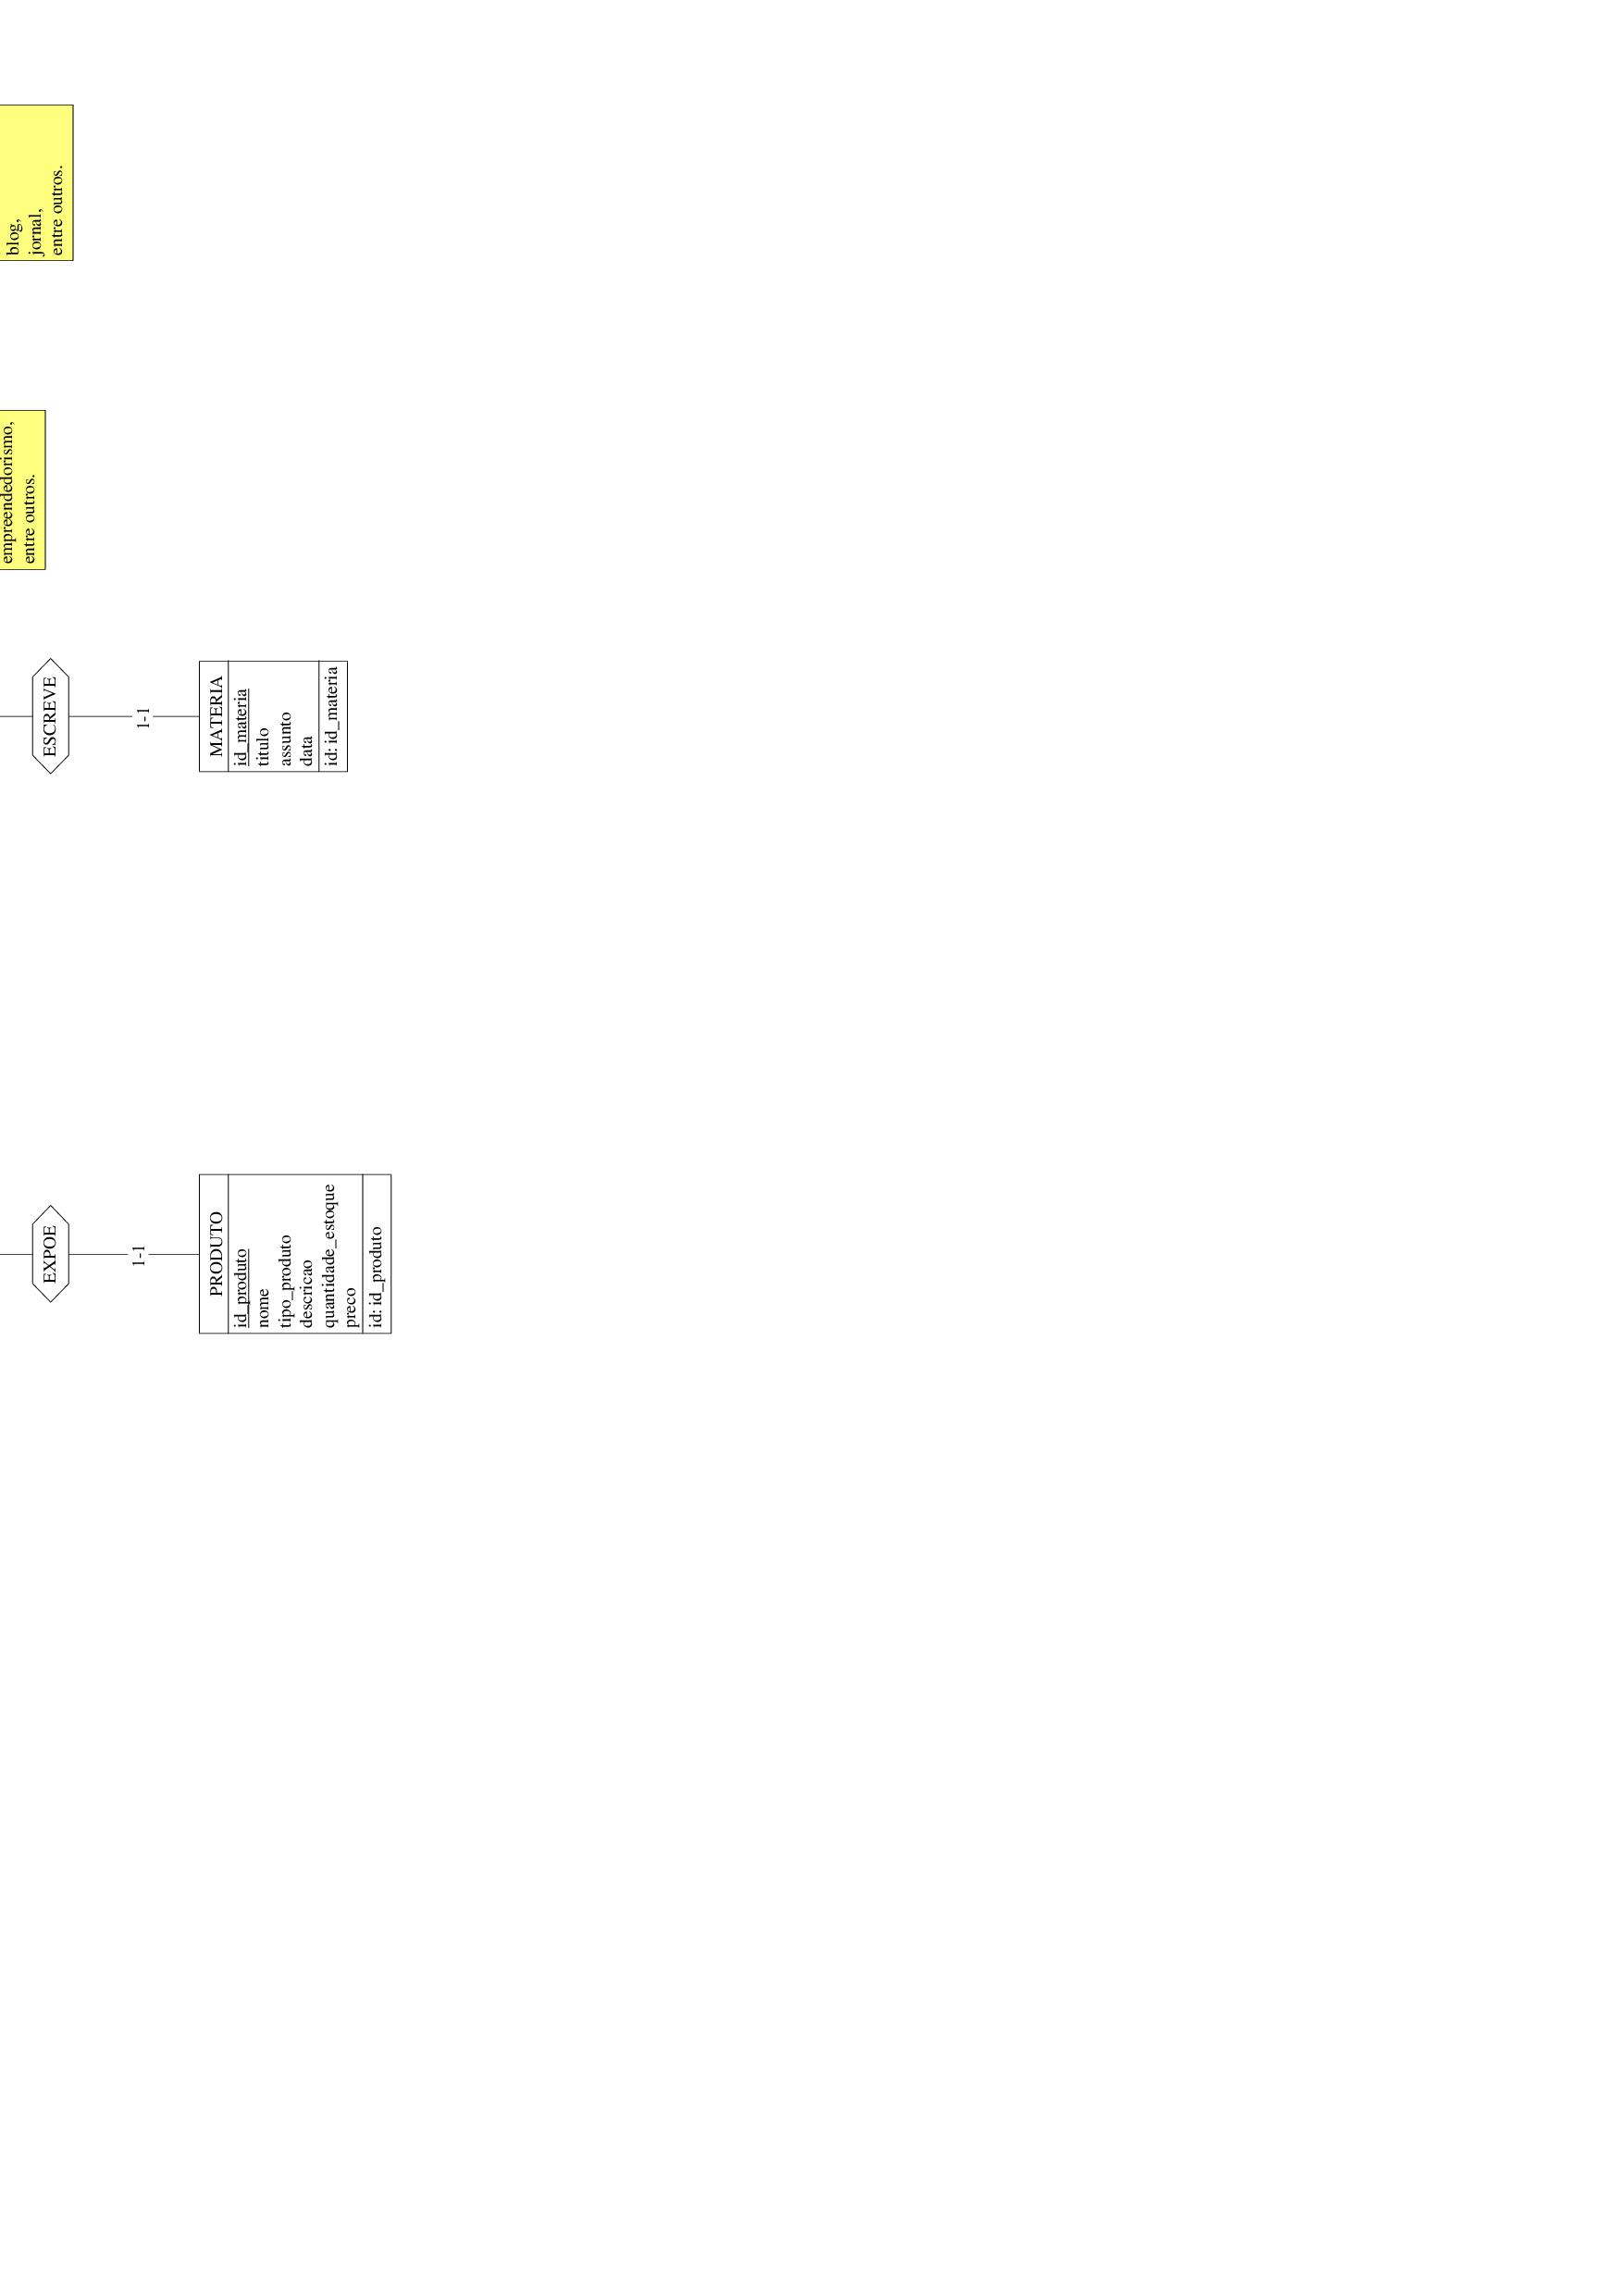 EXPOE
1-1
PRODUTO
id_produto
nome
tipo_produto
descricao
quantidade_estoque
preco
id: id_produto
ESCREVE
1-1
MATERIA
id_materia
titulo
assunto
data
id: id_materia
empreendedorismo,
entre outros.
blog,
jornal,
entre outros.